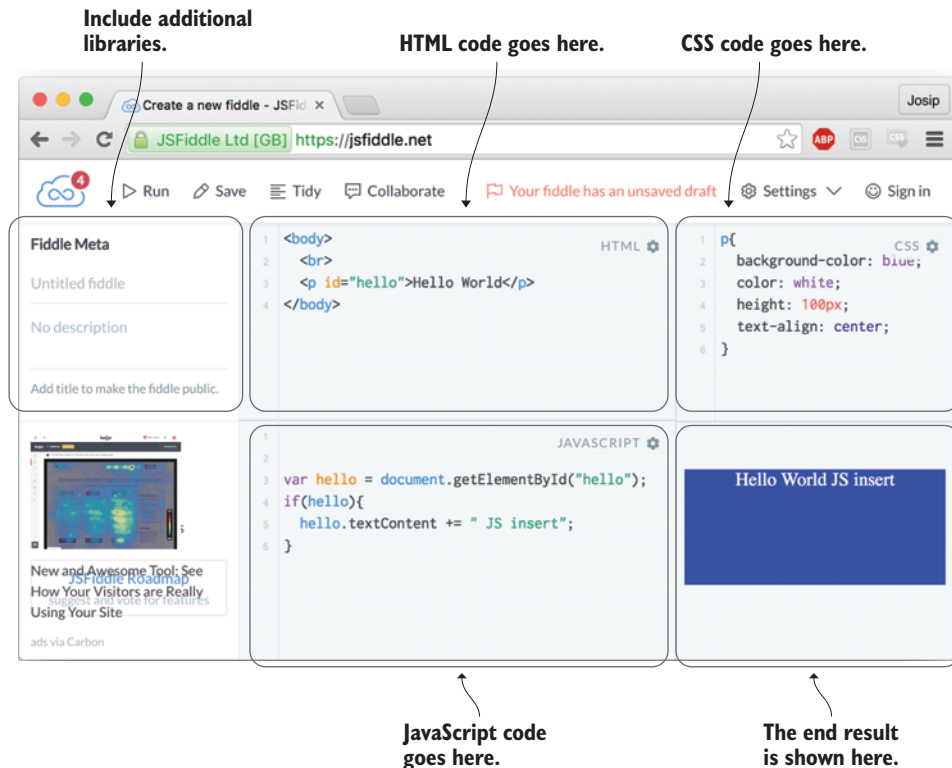 Include additional
libraries.
HTML code goes here.
CSS code goes here.
Create a new fiddle - JSFid
Josip
JSFiddle Ltd [GB] https://jsfiddle.net
ABP
OS
CSS
4
Run
Save
Tidy
Collaborate
Your fiddle has an unsaved draft
Settings
Sign in
Fiddle Meta
Untitled fiddle
No description
Add title to make the fiddle public.
HTML
1 <body>
2 <br>
3 <p id="hello">Hello World</p>
4 </body>
CSS
1 p{
2 background-color: blue;
3 color: white;
4 height: 100px;
5 text-align: center;
6 }
New and Awesome Tool: See
JSFiddle Roadmap
How Your Visitors are Really
suggest and vote for features
Using Your Site
ads via Carbon
JAVASCRIPT
1
2
3 var hello = document.getElementById("hello");
4 if(hello){
5 hello.textContent += " JS insert";
6 }
Hello World JS insert
JavaScript code
goes here.
The end result
is shown here.